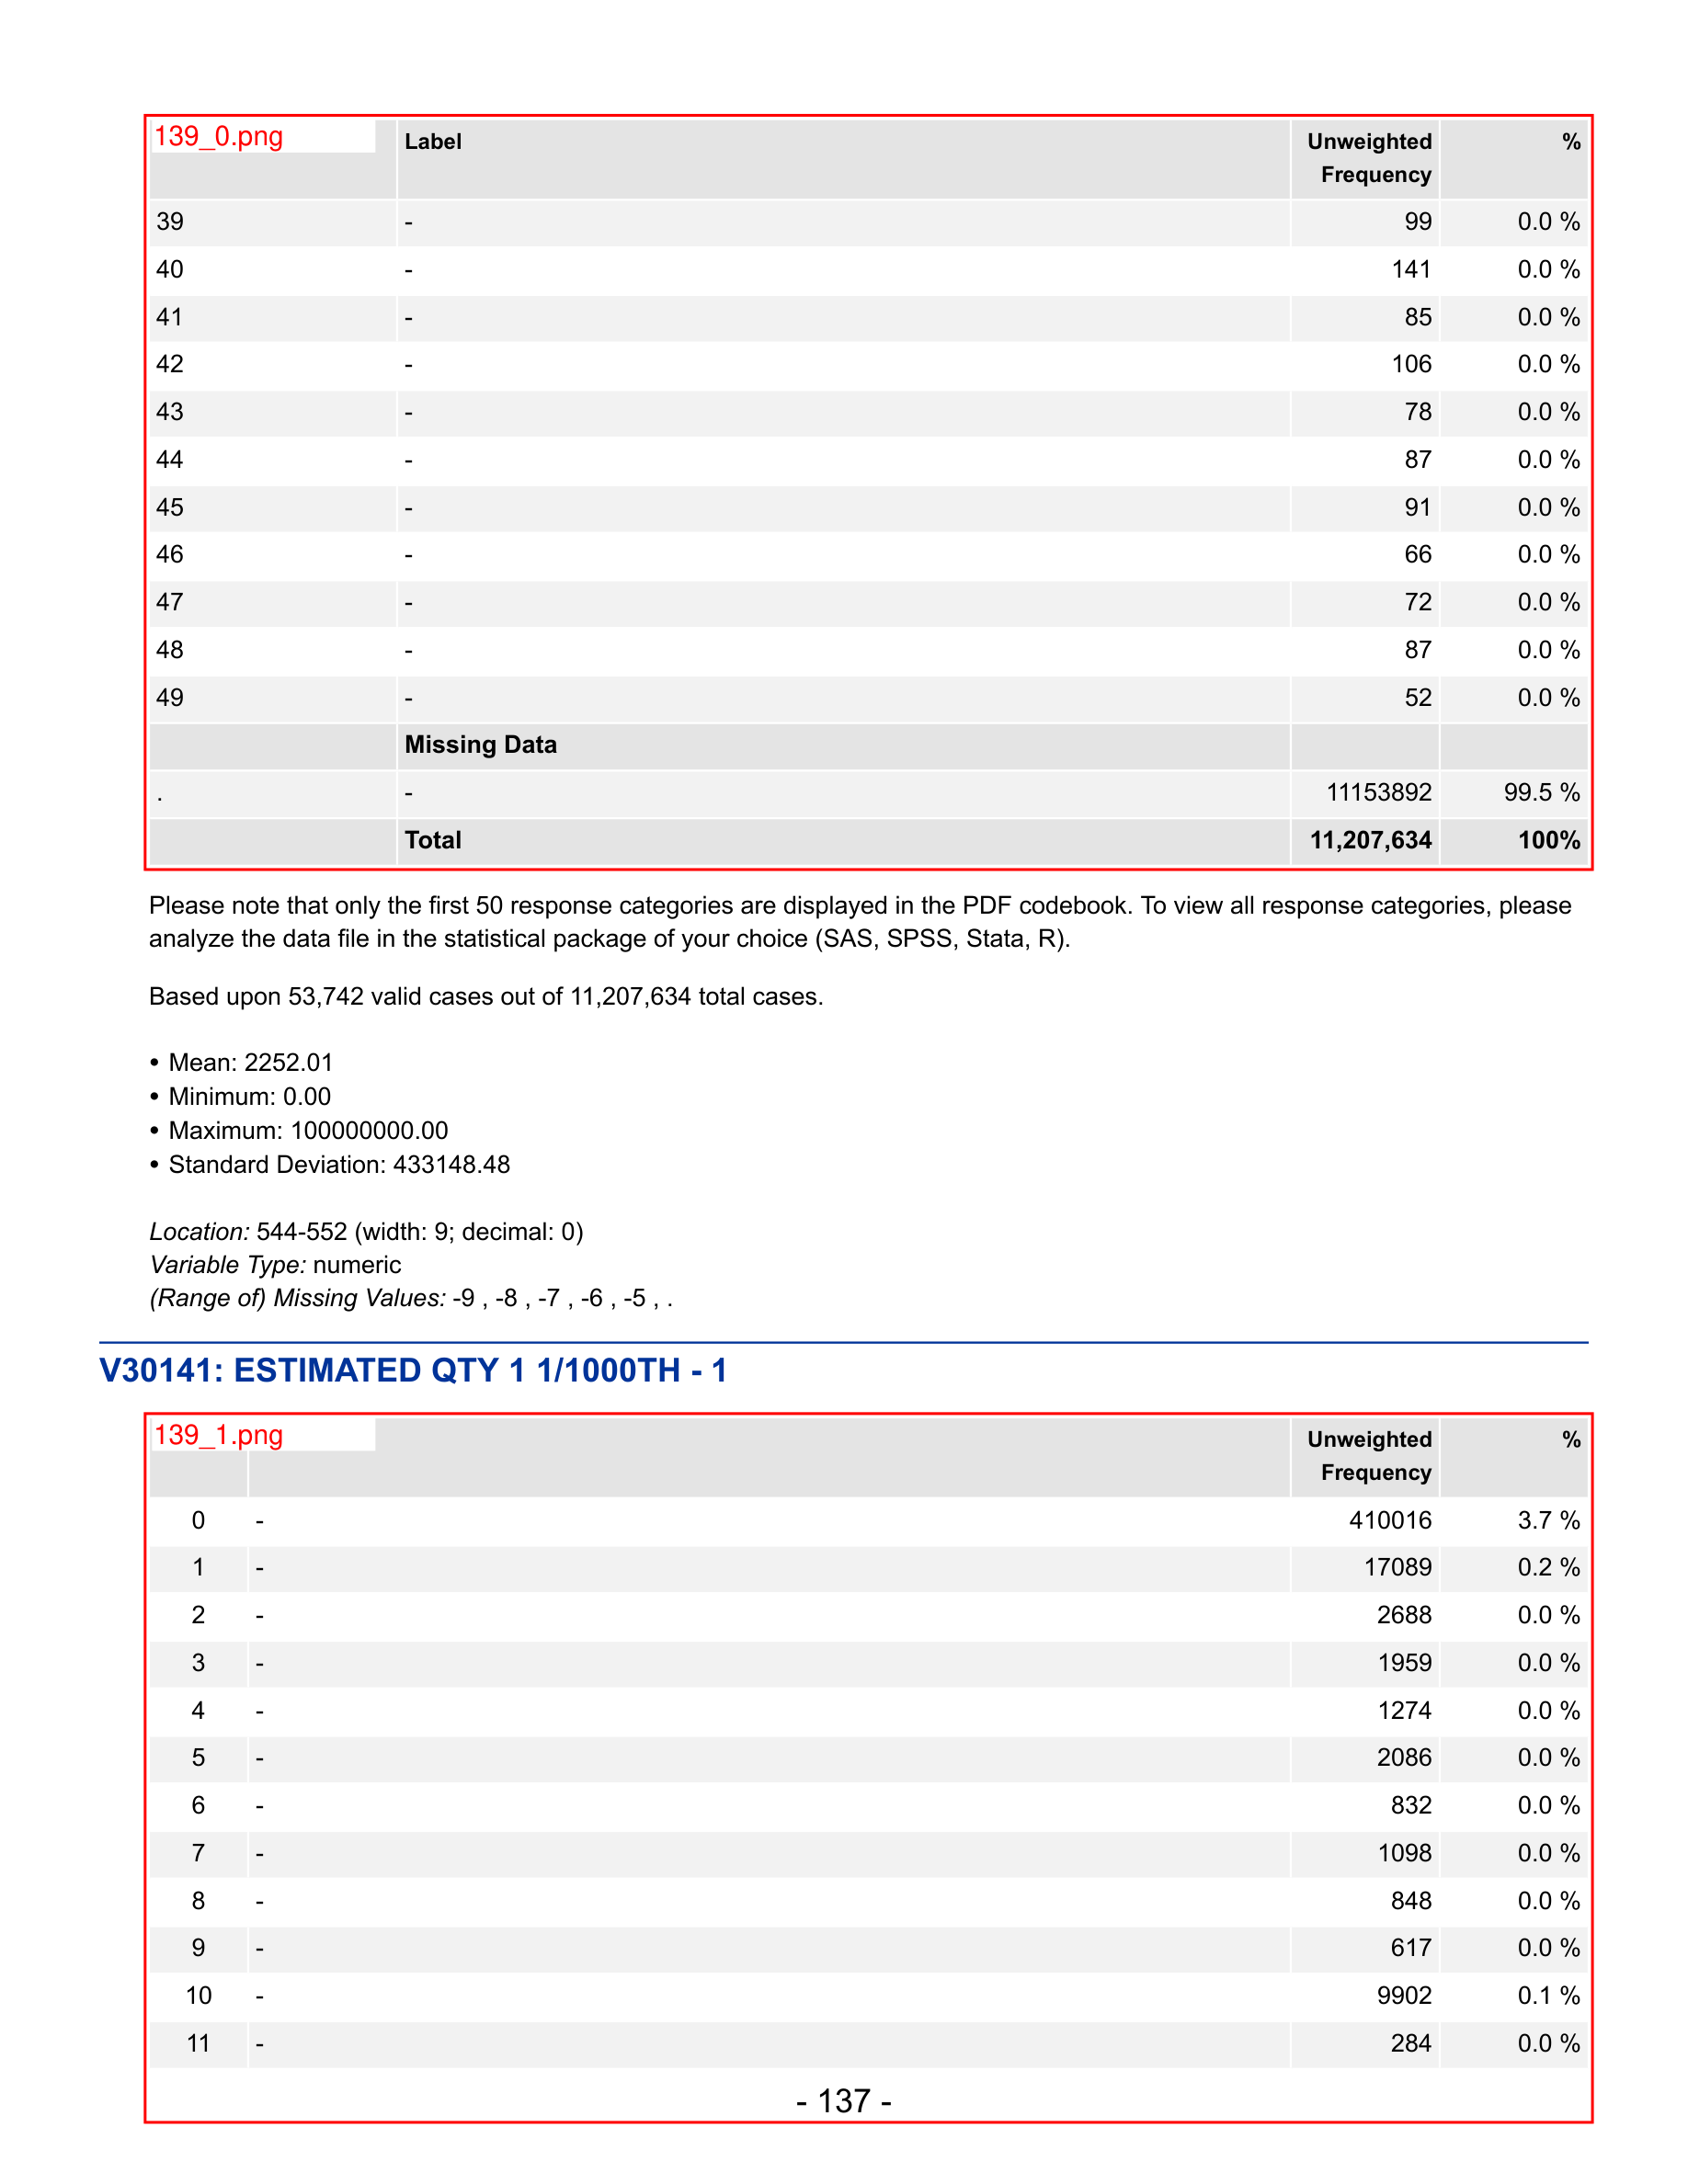 139_0.png Label Unweighted Frequency %
39 - 99 0.0 %
40 - 141 0.0 %
41 - 85 0.0 %
42 - 106 0.0 %
43 - 78 0.0 %
44 - 87 0.0 %
45 - 91 0.0 %
46 - 66 0.0 %
47 - 72 0.0 %
48 - 87 0.0 %
49 - 52 0.0 %
Missing Data
. - 11153892 99.5 %
Total 11,207,634 100%
Please note that only the first 50 response categories are displayed in the PDF codebook. To view all response categories, please
analyze the data file in the statistical package of your choice (SAS, SPSS, Stata, R).
Based upon 53,742 valid cases out of 11,207,634 total cases.
• Mean: 2252.01
• Minimum: 0.00
• Maximum: 100000000.00
• Standard Deviation: 433148.48
Location: 544-552 (width: 9; decimal: 0)
Variable Type: numeric
(Range of) Missing Values: -9 , -8 , -7 , -6 , -5 , .
V30141: ESTIMATED QTY 1 1/1000TH - 1
139_1.png Unweighted Frequency %
0 - 410016 3.7 %
1 - 17089 0.2 %
2 - 2688 0.0 %
3 - 1959 0.0 %
4 - 1274 0.0 %
5 - 2086 0.0 %
6 - 832 0.0 %
7 - 1098 0.0 %
8 - 848 0.0 %
9 - 617 0.0 %
10 - 9902 0.1 %
11 - 284 0.0 %
- 137 -